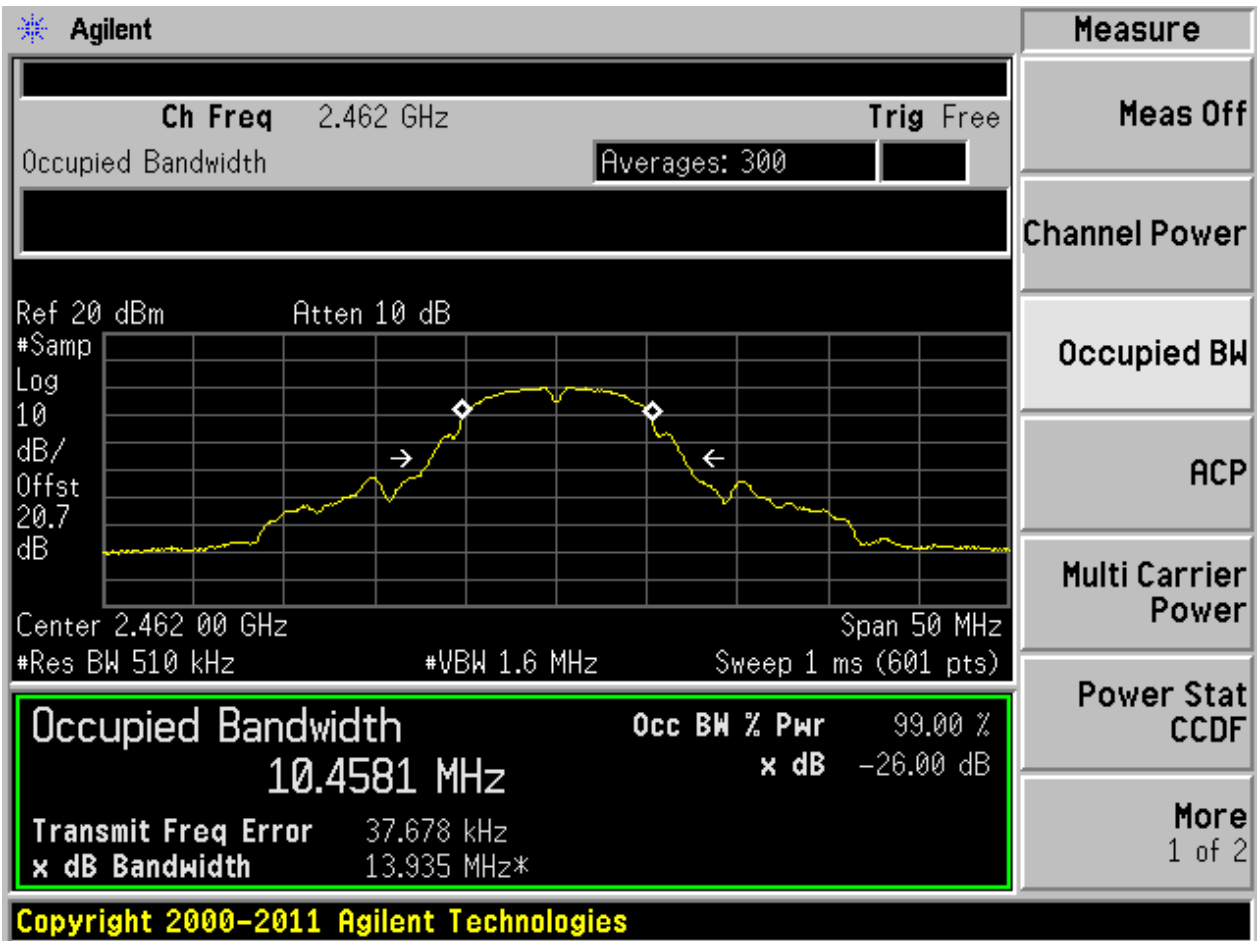 Agilent
Ch Freq 2.462 GHz Trig Free
Occupied Bandwidth Averages: 300
Ref 20 dBm Atten 10 dB
#Samp
Log
10
dB/
Offst
20.7
dB
Center 2.462 00 GHz Span 50 MHz
#Res BW 510 kHz #VBW 1.6 MHz Sweep 1 ms (601 pts)
Occupied Bandwidth
10.4581 MHz
Occ BW % Pwr 99.00 %
x dB -26.00 dB
Transmit Freq Error 37.678 kHz
x dB Bandwidth 13.935 MHz*
Copyright 2000-2011 Agilent Technologies
Measure
Meas Off
Channel Power
Occupied BW
ACP
Multi Carrier
Power
Power Stat
CCDF
More
1 of 2